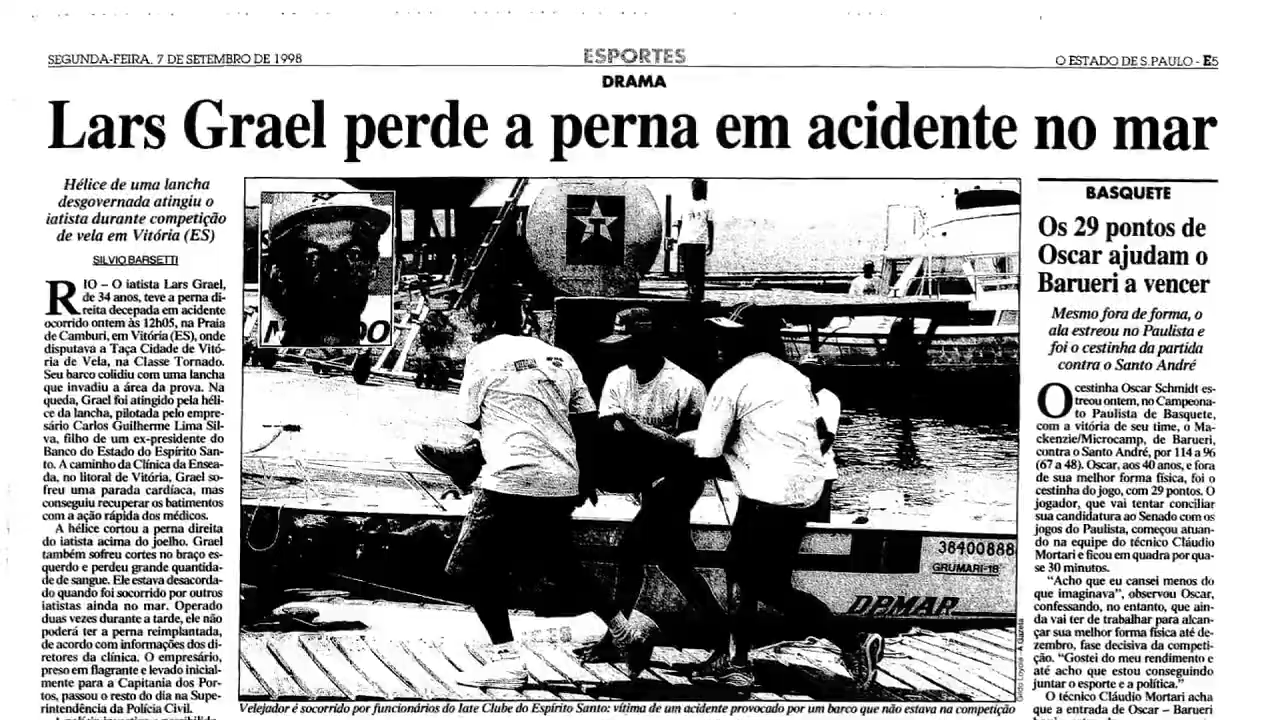 SEGUNDA-FEIRA, 7 DE SETEMBRO DE 1998
ESPORTES
O ESTADO DE S.PAULO - E5
DRAMA
Lars Grael perde a perna em acidente no mar
Hélice de uma lancha
desgovernada atingiu o
iatista durante competição
de vela em Vitória (ES)
SILVIO BARSETTI
RIO – O iatista Lars Grael,
de 34 anos, teve a perna di-
reita decepada em acidente
ocorrido ontem às 12h05, na Praia
de Camburi, em Vitória (ES), onde
disputava a Taça Cidade de Vitó-
ria de Vela, na Classe Tornado.
Seu barco colidiu com uma lancha
que invadiu a área da prova. Na
queda, Grael foi atingido pela héli-
ce da lancha, pilotada pelo empre-
sário Carlos Guilherme Lima Sil-
va, filho de um ex-presidente do
Banco do Estado do Espírito San-
to. A caminho da Clínica da Ensea-
da, no litoral de Vitória, Grael so-
freu uma parada cardíaca, mas
conseguiu recuperar os batimentos
com a ação rápida dos médicos.
A hélice cortou a perna direita
do iatista acima do joelho. Grael
também sofreu cortes no braço es-
querdo e perdeu grande quantida-
de de sangue. Ele estava desacorda-
do quando foi socorrido por outros
iatistas ainda no mar. Operado
duas vezes durante a tarde, ele não
poderá ter a perna reimplantada,
de acordo com informações dos di-
retores da clínica. O empresário,
preso em flagrante e levado inicial-
mente para a Capitania dos Por-
tos, passou o resto do dia na Supe-
rintendência da Polícia Civil.
T
38400888
GRUMARI-18
DPMAR
A Gazeta
Velejador é socorrido por funcionários do Iate Clube do Espírito Santo: vítima de um acidente provocado por um barco que não estava na competição
BASQUETE
Os 29 pontos de
Oscar ajudam o
Barueri a vencer
Mesmo fora de forma, o
ala estreou no Paulista e
foi o cestinha da partida
contra o Santo André
O cestinha Oscar Schmidt es-
treou ontem, no Campeona-
to Paulista de Basquete,
com a vitória de seu time, o Ma-
ckenzie/Microcamp, de Barueri,
contra o Santo André, por 114 a 96
(67 a 48). Oscar, aos 40 anos, e fora
de sua melhor forma física, foi o
cestinha do jogo, com 29 pontos. O
jogador, que vai tentar conciliar
sua candidatura ao Senado com os
jogos do Paulista, começou atuan-
do na equipe do técnico Cláudio
Mortari e ficou em quadra por qua-
se 30 minutos.
"Acho que eu cansei menos do
que imaginava", observou Oscar,
confessando, no entanto, que ain-
da vai ter de trabalhar para alcan-
çar sua melhor forma física até de-
zembro, fase decisiva da competi-
ção. "Gostei do meu rendimento e
até acho que estou conseguindo
juntar o esporte e a política."
O técnico Cláudio Mortari acha
que a entrada de Oscar – Barueri